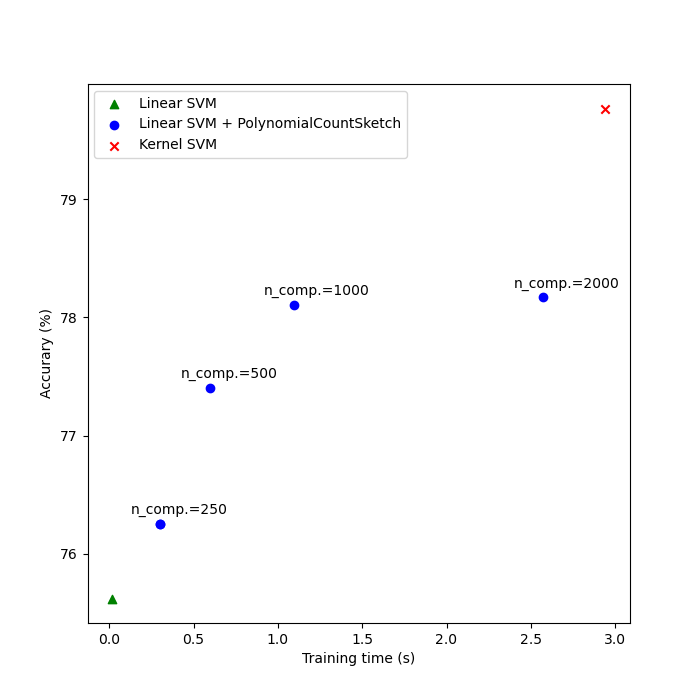 Linear SVM
Linear SVM + PolynomialCountSketch
Kernel SVM
79
78
77
76
Accurary (%)
n_comp.=2000
n_comp.=1000
n_comp.=500
n_comp.=250
0.0 0.5 1.0 1.5 2.0 2.5 3.0
Training time (s)